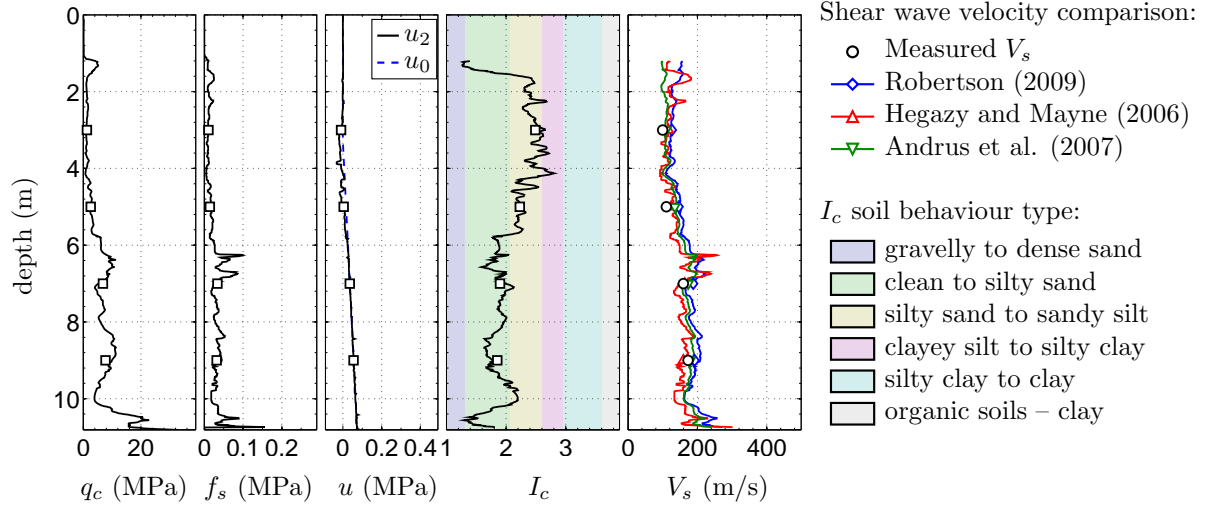 0
2
4
6
8
10
depth (m)
0 20
q_c (MPa)
0 0.1 0.2
f_s (MPa)
u_2
u_0
0 0.2 0.4
u (MPa)
1 2 3
I_c
0 200 400
V_s (m/s)
Shear wave velocity comparison:
Measured V_s
Robertson (2009)
Hegazy and Mayne (2006)
Andrus et al. (2007)
I_c soil behaviour type:
gravelly to dense sand
clean to silty sand
silty sand to sandy silt
clayey silt to silty clay
silty clay to clay
organic soils – clay